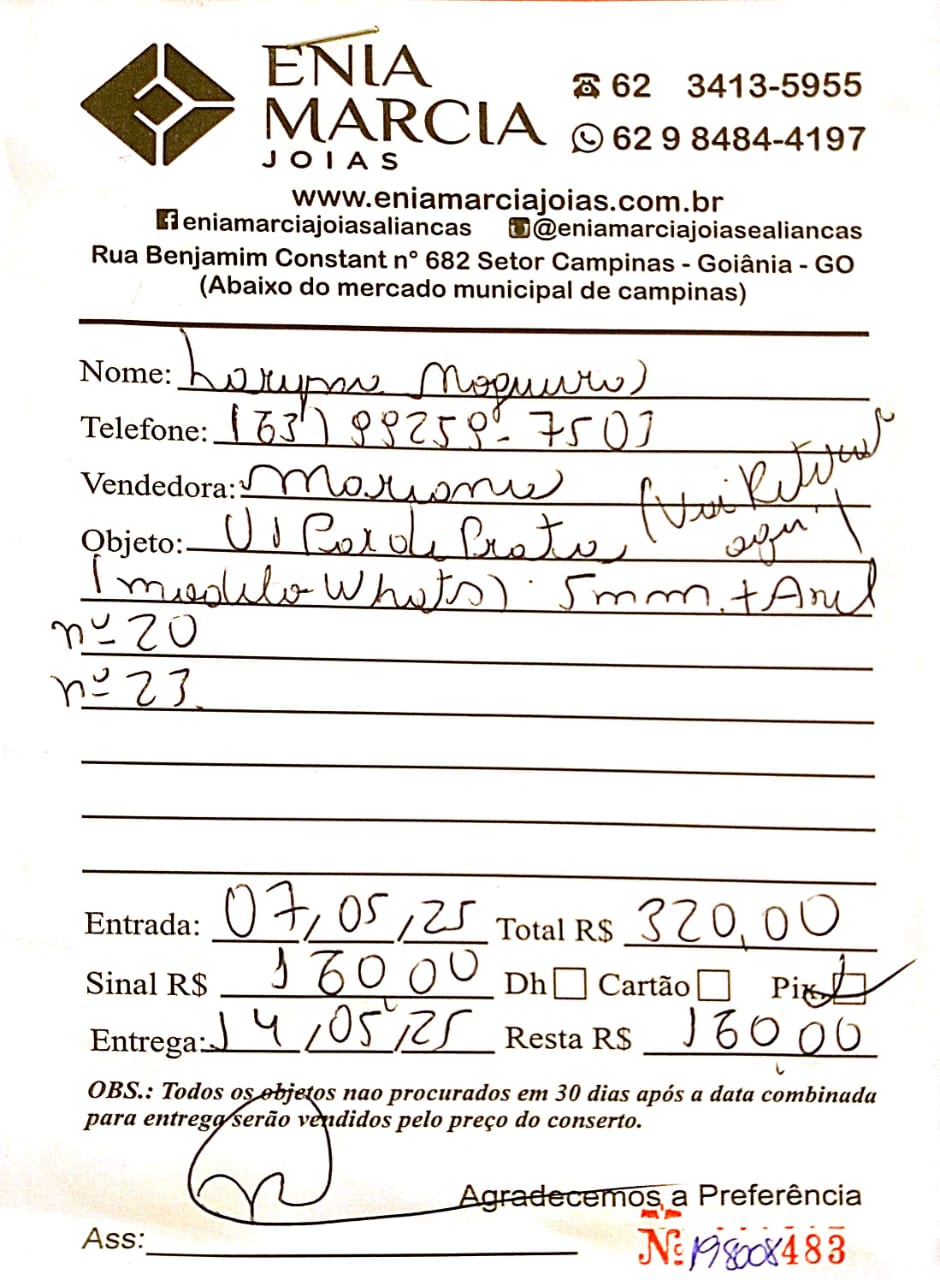 ENIA
MARCIA
JOIAS
62 3413-5955
62 9 8484-4197
www.eniamarciajoias.com.br
eniamarciajoiasaliancas @eniamarciajoiasealiancas
Rua Benjamim Constant n° 682 Setor Campinas - Goiânia - GO
(Abaixo do mercado municipal de campinas)
Nome: Nogueira
Telefone: (63) 99259-7501
Vendedora: Mariane
(Vai Retirar
aqui)
Objeto: 01 Par de Prata
(modelo Whats) 5mm. + Anel
nº 20
nº 23.
Entrada: 07/05/25 Total R$ 320,00
Sinal R$ 160,00 Dh Cartão Pix
Entrega: 14/05/25 Resta R$ 160,00
OBS.: Todos os objetos nao procurados em 30 dias após a data combinada
para entrega serão vendidos pelo preço do conserto.
Agradecemos a Preferência
Ass:
Nº 483